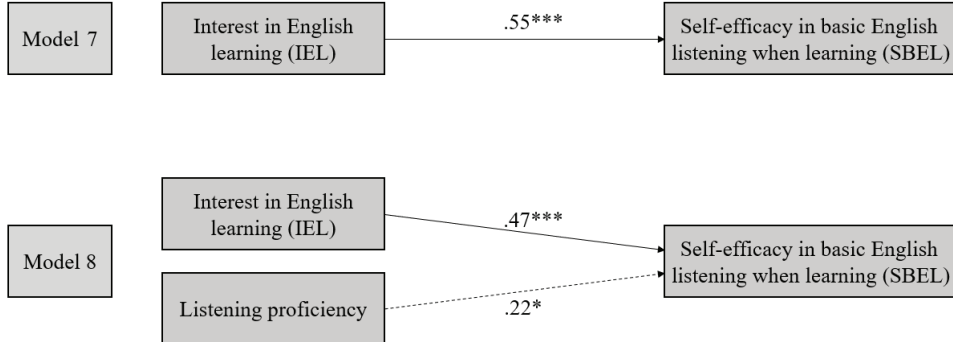 Model 7
Interest in English
learning (IEL)
.55***
Self-efficacy in basic English
listening when learning (SBEL)
Model 8
Interest in English
learning (IEL)
.47***
Self-efficacy in basic English
listening when learning (SBEL)
Listening proficiency
.22*